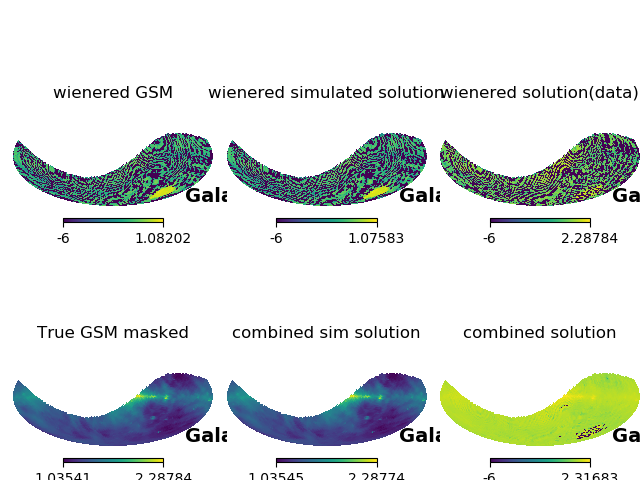 wienered GSM
wienered simulated solution
wienered solution(data)
Gala
Gala
Ga
-6 1.08202
-6 1.07583
-6 2.28784
True GSM masked
combined sim solution
combined solution
Gala
Gala
Ga
1.03541 2.28784
1.03545 2.28774
-6 2.31683